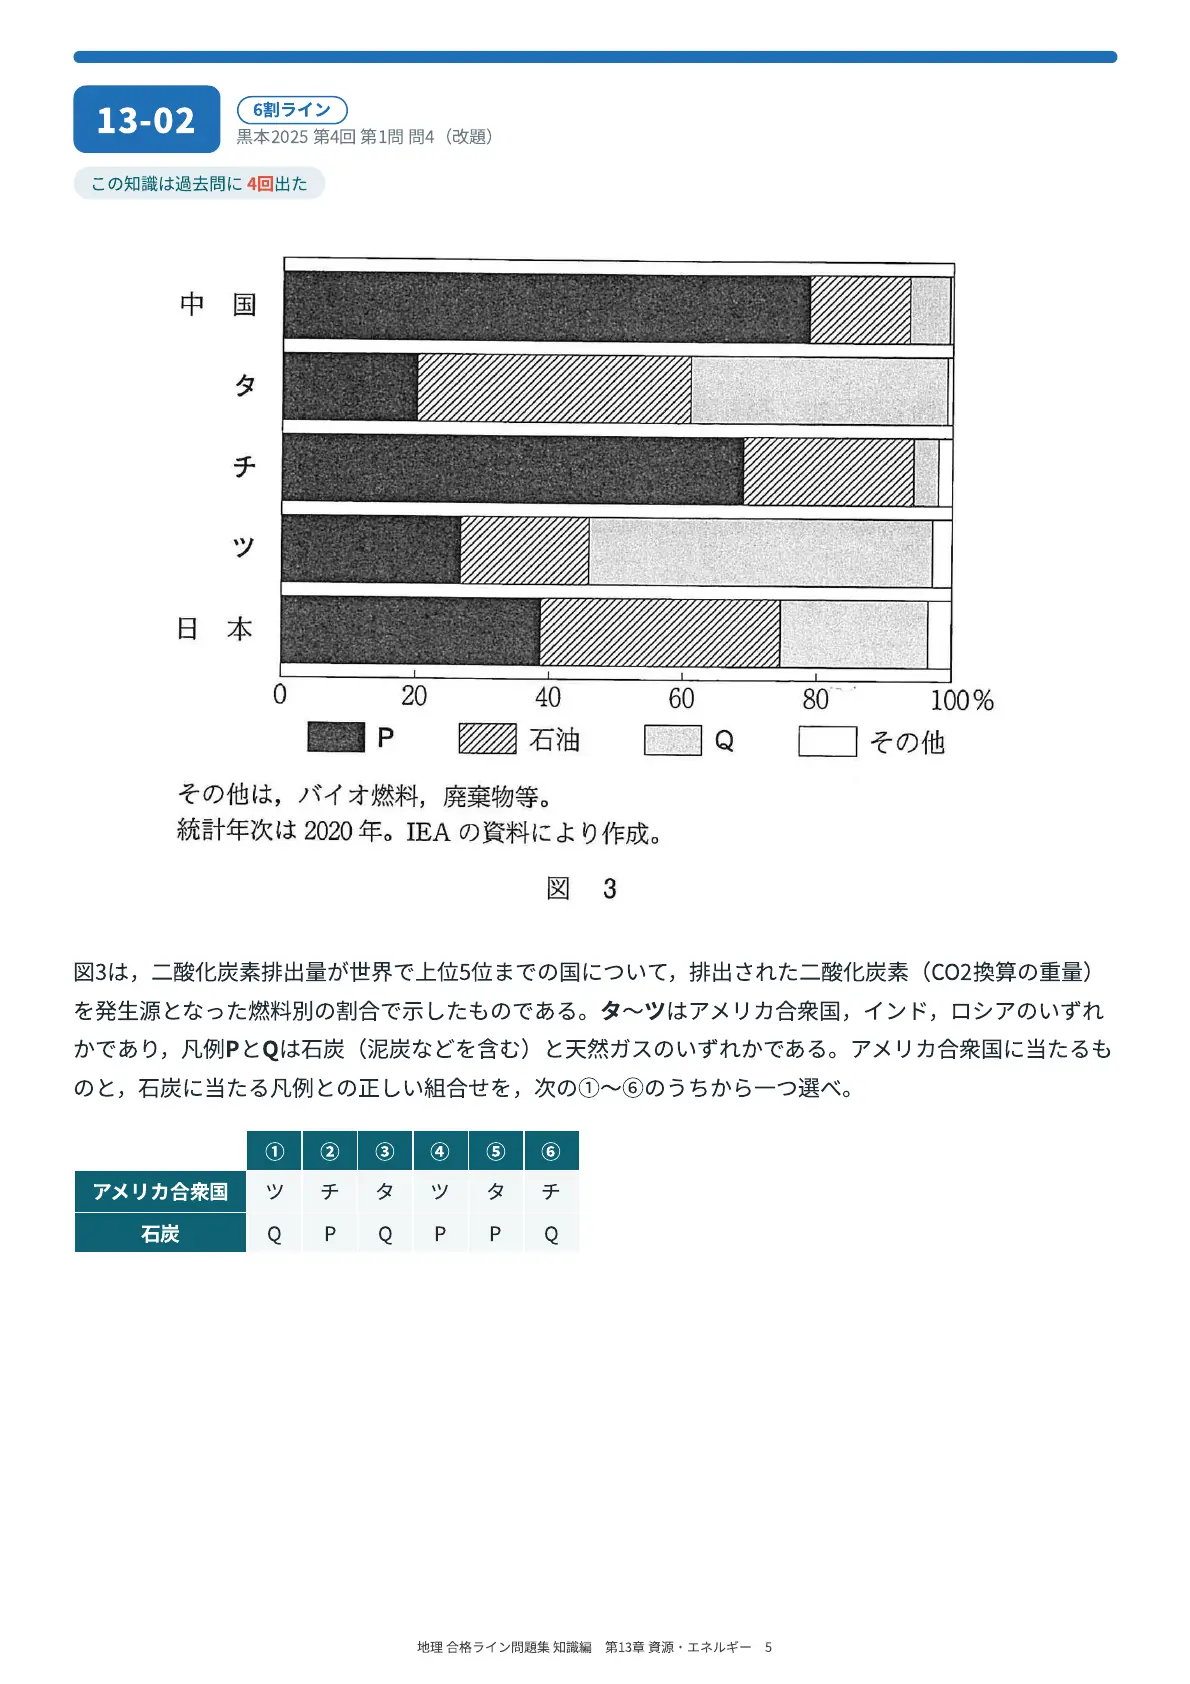 13-02
6割ライン
黒本2025 第4回 第1問 問4（改題）
この知識は過去問に 4回出た
中 国
タ
チ
ツ
日 本
0 20 40 60 80 100%
P 石油 Q その他
その他は，バイオ燃料，廃棄物等。
統計年次は 2020 年。IEA の資料により作成。
図 3
図3は，二酸化炭素排出量が世界で上位5位までの国について，排出された二酸化炭素（CO2換算の重量）
を発生源となった燃料別の割合で示したものである。タ～ツはアメリカ合衆国，インド，ロシアのいずれ
かであり，凡例PとQは石炭（泥炭などを含む）と天然ガスのいずれかである。アメリカ合衆国に当たるも
のと，石炭に当たる凡例との正しい組合せを，次の①～⑥のうちから一つ選べ。
① ② ③ ④ ⑤ ⑥
アメリカ合衆国 ツ チ タ ツ タ チ
石炭 Q P Q P P Q
地理 合格ライン問題集 知識編 第13章 資源・エネルギー 5